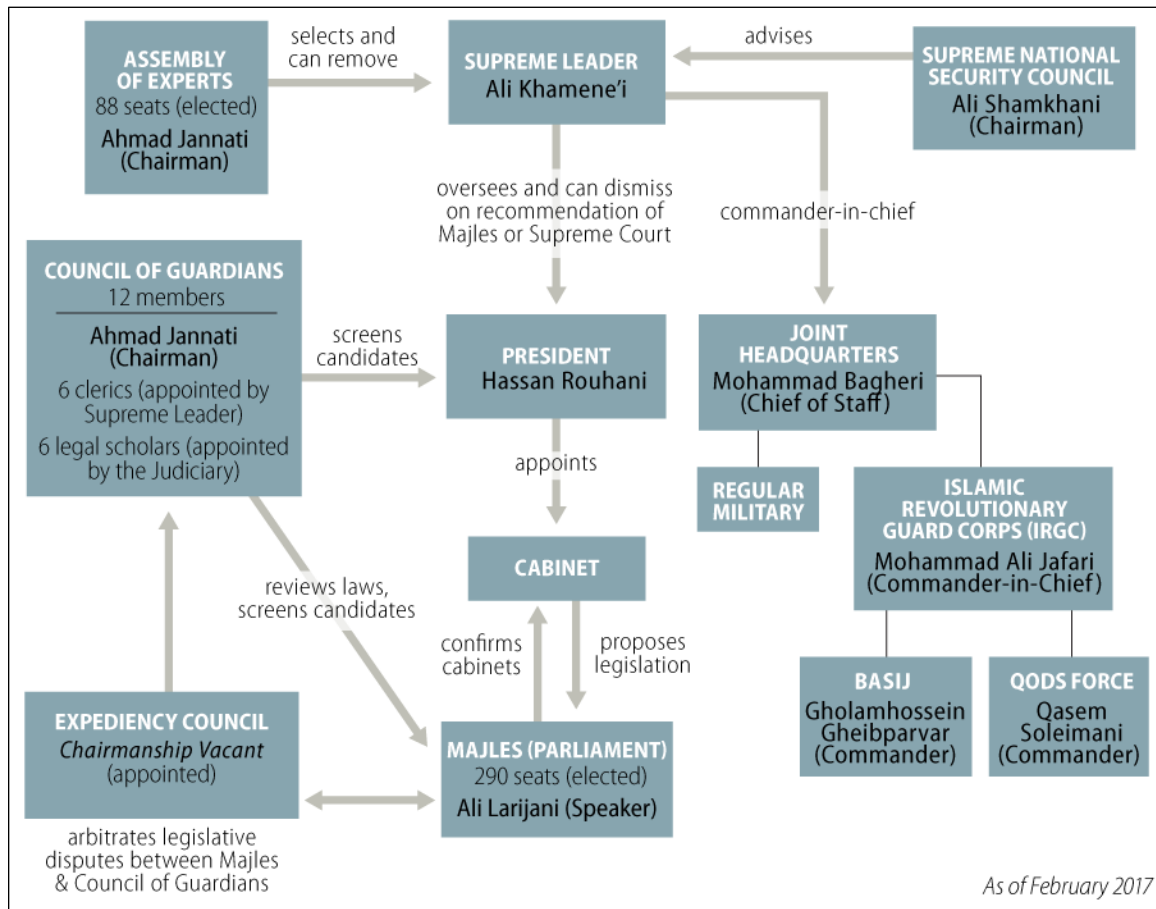 ASSEMBLY
OF EXPERTS
88 seats (elected)
Ahmad Jannati
(Chairman)
selects and
can remove
SUPREME LEADER
Ali Khamene'i
advises
SUPREME NATIONAL
SECURITY COUNCIL
Ali Shamkhani
(Chairman)
oversees and can dismiss
on recommendation of
Majles or Supreme Court
commander-in-chief
COUNCIL OF GUARDIANS
12 members
Ahmad Jannati
(Chairman)
6 clerics (appointed by
Supreme Leader)
6 legal scholars (appointed
by the Judiciary)
screens
candidates
PRESIDENT
Hassan Rouhani
JOINT
HEADQUARTERS
Mohammad Bagheri
(Chief of Staff)
appoints
REGULAR
MILITARY
ISLAMIC
REVOLUTIONARY
GUARD CORPS (IRGC)
Mohammad Ali Jafari
(Commander-in-Chief)
CABINET
reviews laws,
screens candidates
confirms
cabinets
proposes
legislation
BASIJ
Gholamhossein
Gheibparvar
(Commander)
QODS FORCE
Qasem
Soleimani
(Commander)
EXPEDIENCY COUNCIL
Chairmanship Vacant
(appointed)
MAJLES (PARLIAMENT)
290 seats (elected)
Ali Larijani (Speaker)
arbitrates legislative
disputes between Majles
& Council of Guardians
As of February 2017